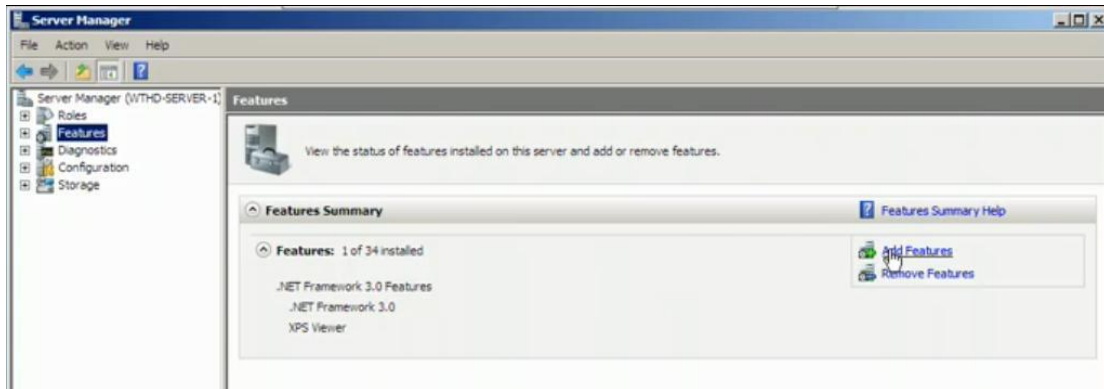 Server Manager
File Action View Help
Server Manager (WTHD-SERVER-1)
Roles
Features
Diagnostics
Configuration
Storage
Features
View the status of features installed on this server and add or remove features.
Features Summary
Features Summary Help
Features: 1 of 34 installed
Add Features
Remove Features
.NET Framework 3.0 Features
.NET Framework 3.0
XPS Viewer